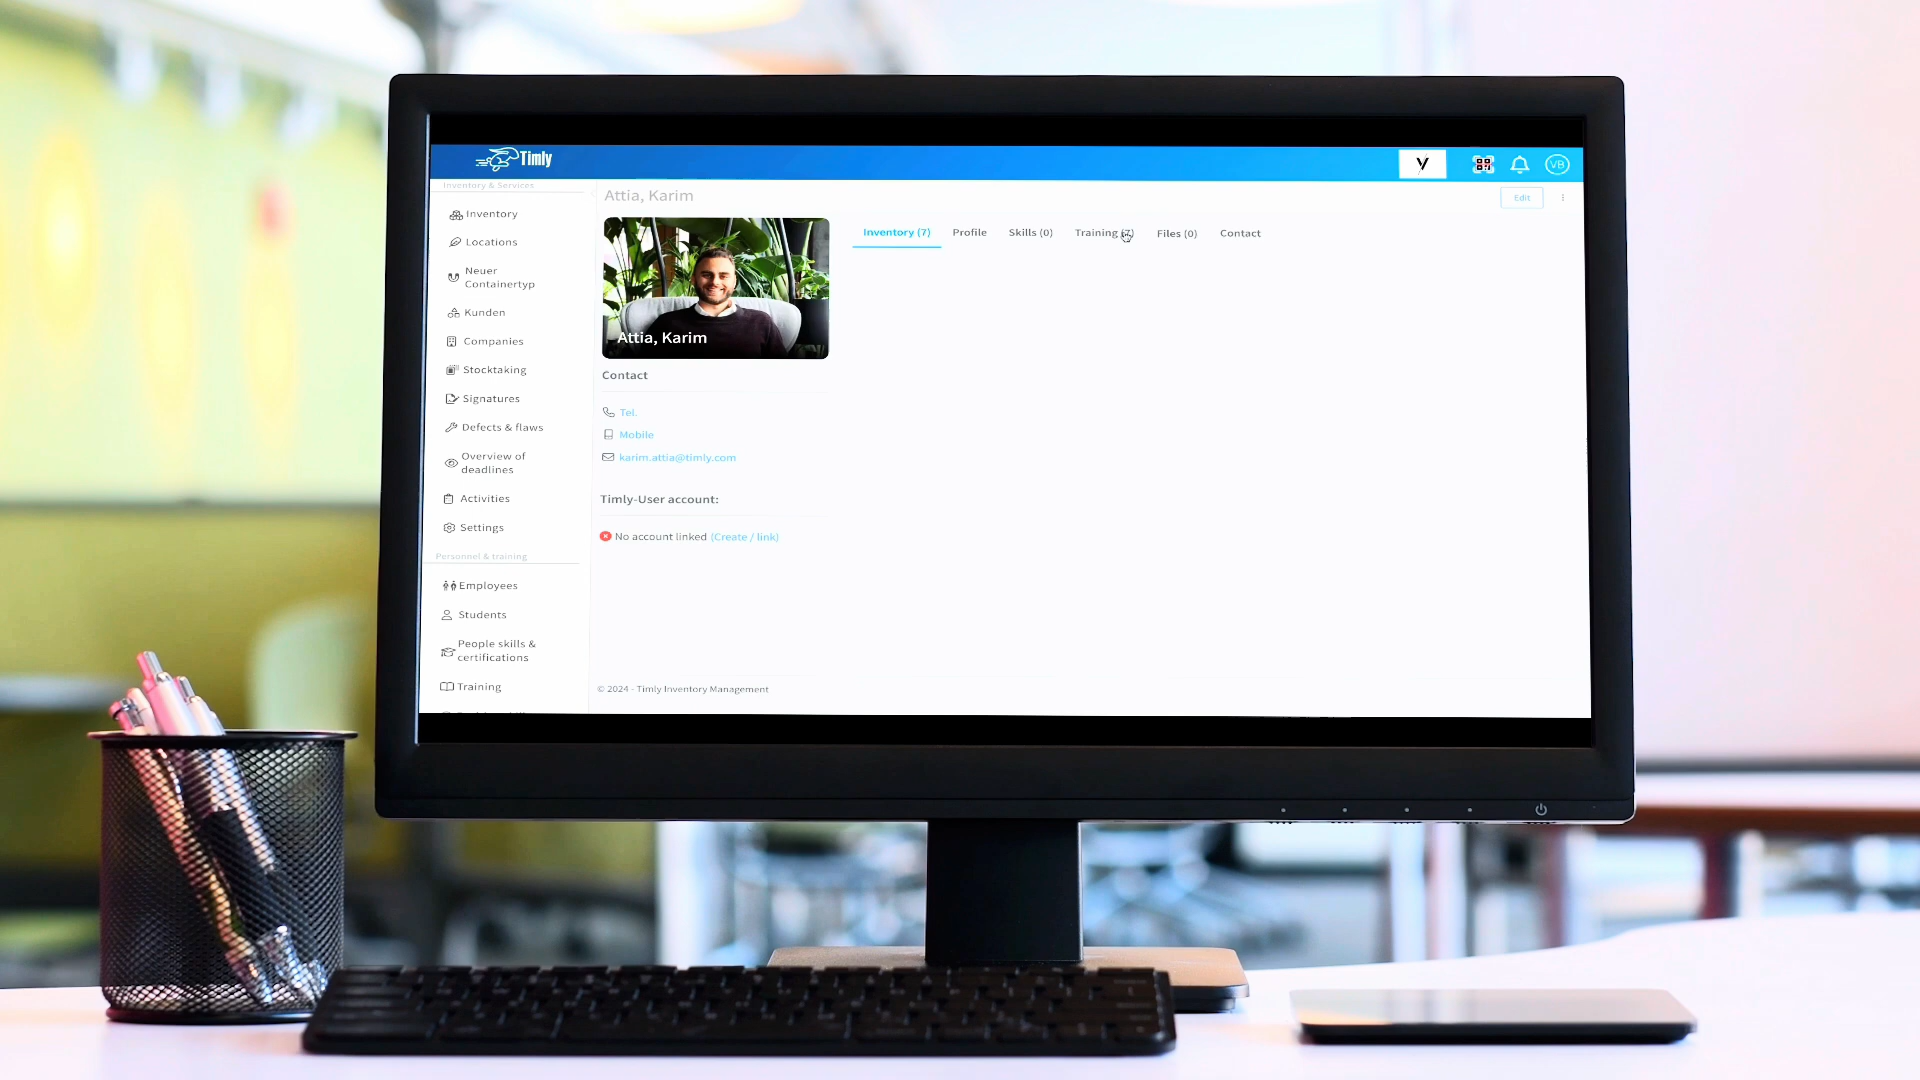 Timly
y
VB
Inventory & Services
Inventory
Locations
Neuer
Containertyp
Kunden
Companies
Stocktaking
Signatures
Defects & flaws
Overview of
deadlines
Activities
Settings
Personnel & training
Employees
Students
People skills &
certifications
Training
Attia, Karim
Edit
Attia, Karim
Contact
Tel.
Mobile
karim.attia@timly.com
Timly-User account:
No account linked (Create / link)
Inventory (7) Profile Skills (0) Training Files (0) Contact
© 2024 - Timly Inventory Management